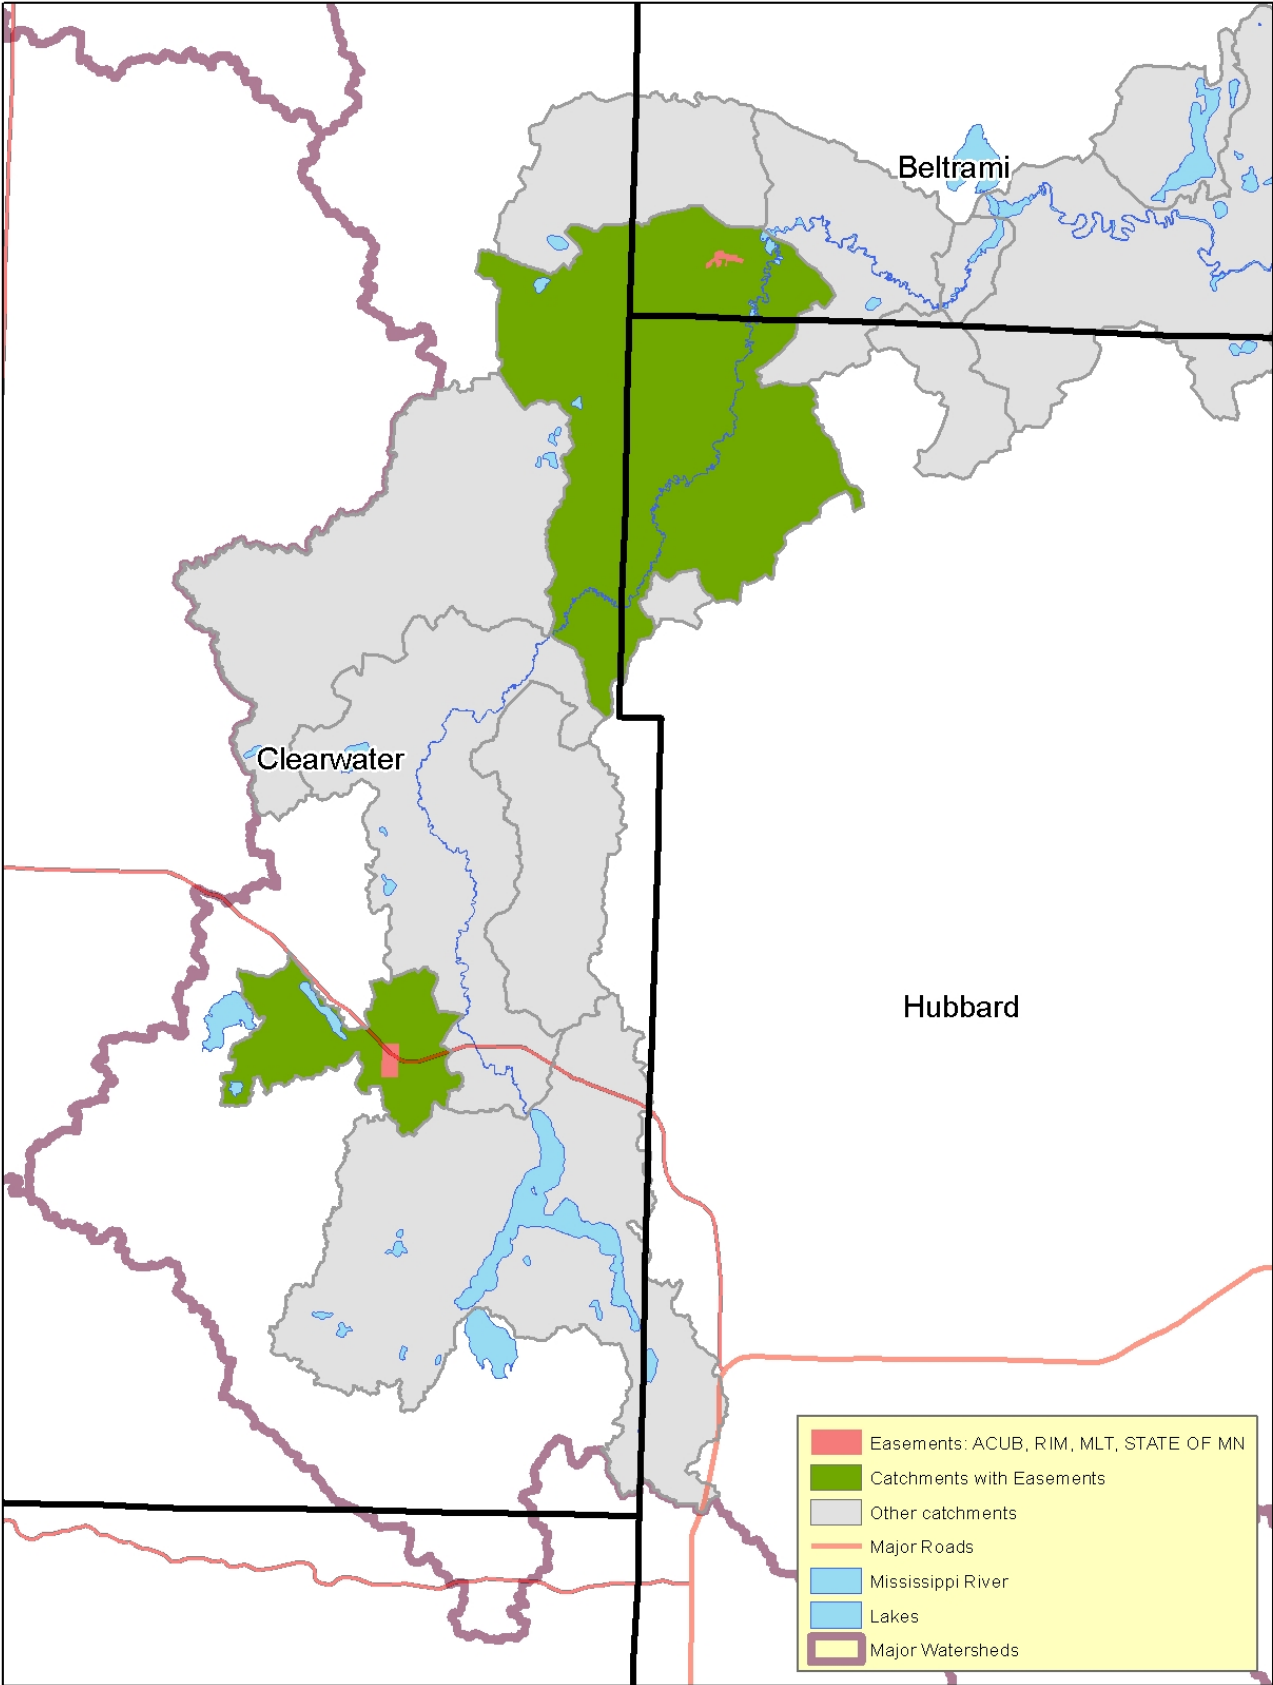 Beltrami
Clearwater
Hubbard
Easements: ACUB, RIM, MLT, STATE OF MN
Catchments with Easements
Other catchments
Major Roads
Mississippi River
Lakes
Major Watersheds